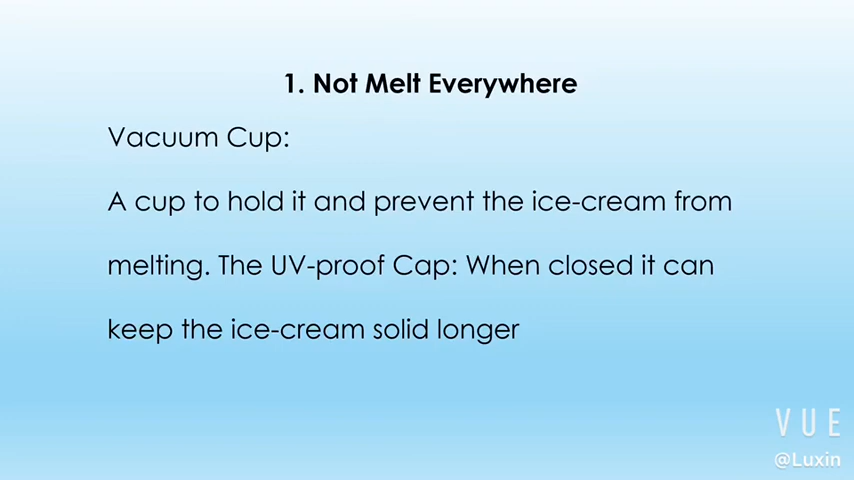 1. Not Melt Everywhere
Vacuum Cup:
A cup to hold it and prevent the ice-cream from
melting. The UV-proof Cap: When closed it can
keep the ice-cream solid longer
VUE
@Luxin